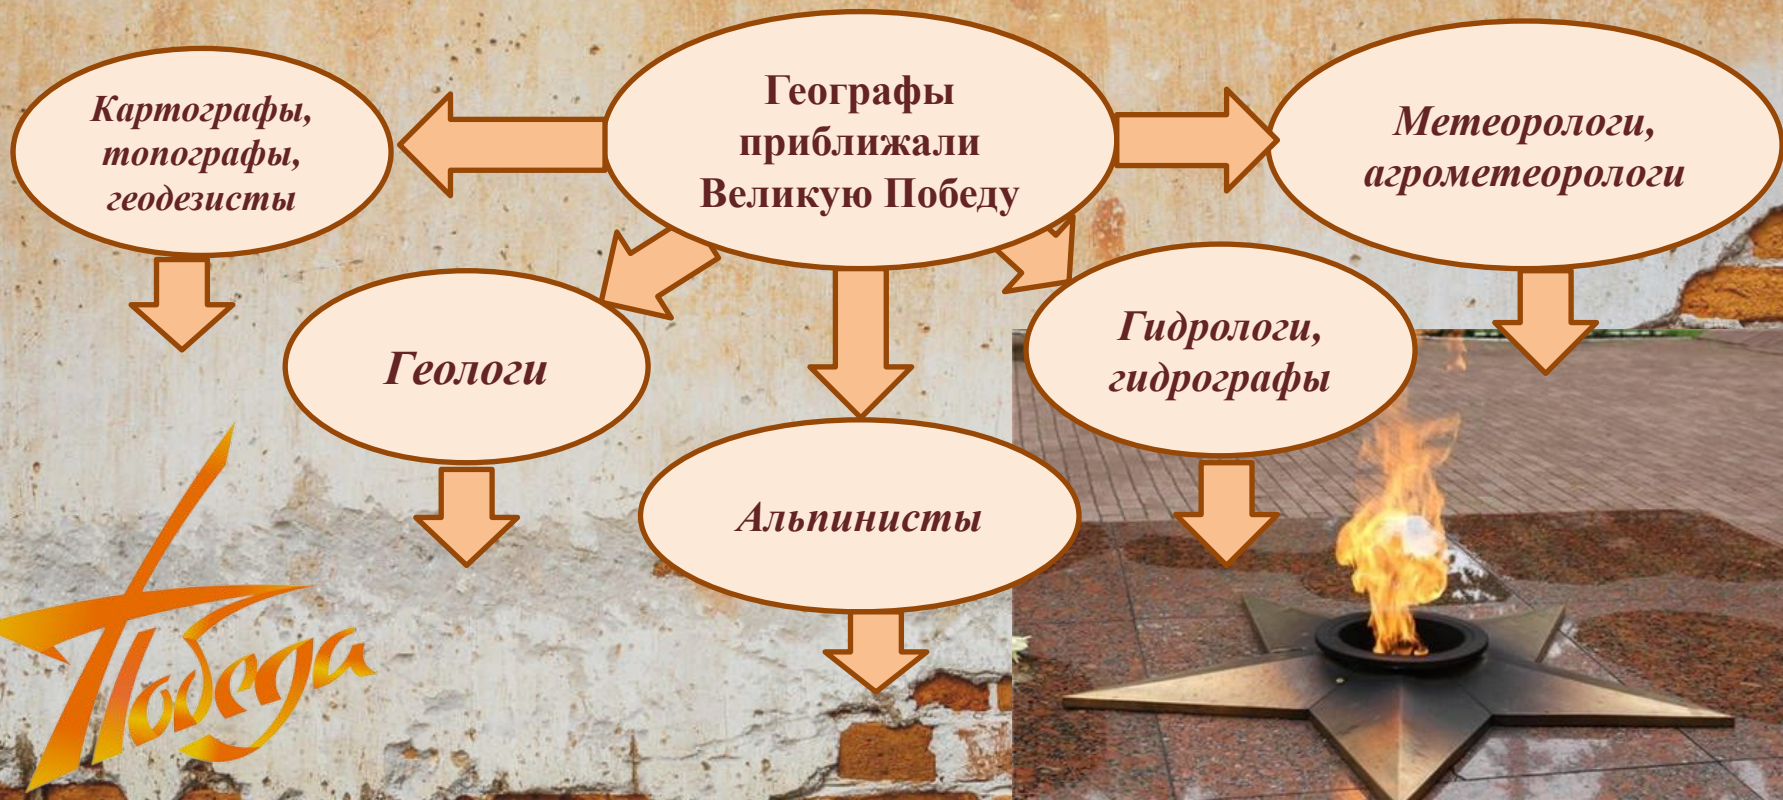 Картографы,
топографы,
геодезисты
Географы
приближали
Великую Победу
Метеорологи,
агрометеорологи
Геологи
Гидрологи,
гидрографы
Альпинисты
Победа